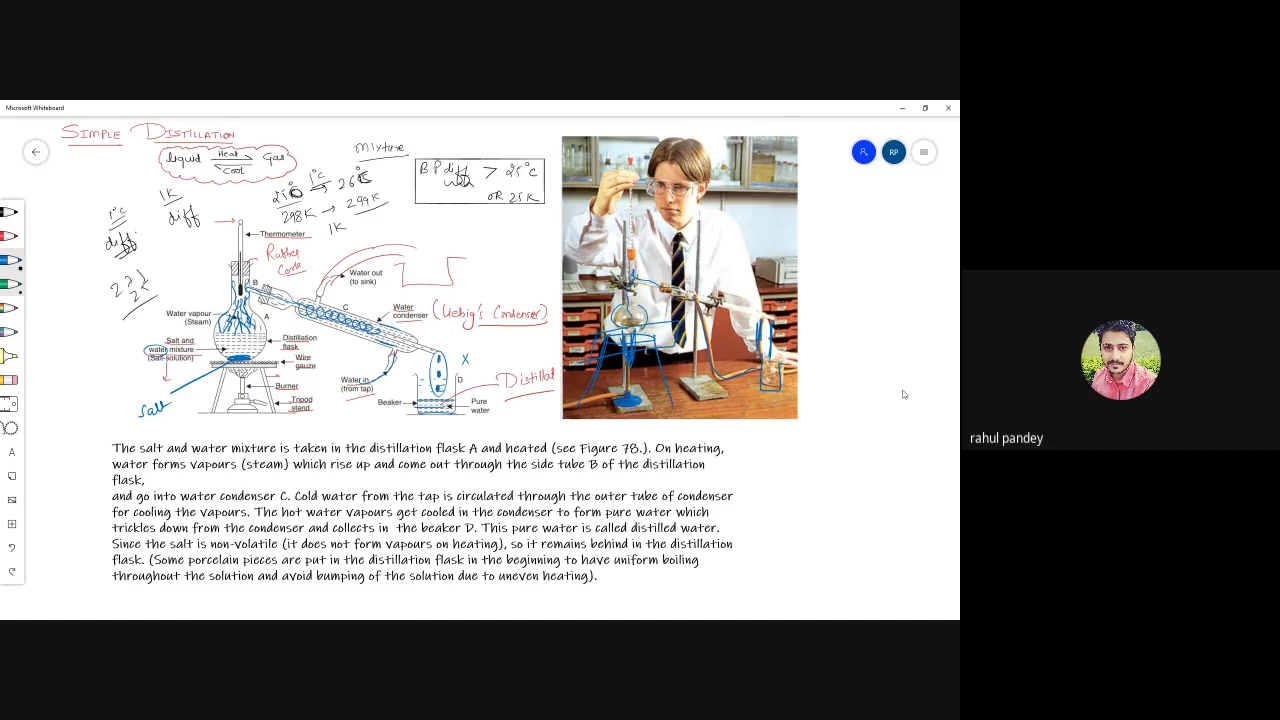 Microsoft Whiteboard
SIMPLE DISTILLATION
liquid Heat Cool Gas
mixture
BP diff > 25°C
OR 25K
25°C 1°C 26°C
298K → 299K
1K
1K
diff
1°C
diff
RP
Thermometer
Rubber
Cork
Water out
(to sink)
B
C
A
Water vapour
(Steam)
Water
condenser
(Liebig's Condenser)
Salt and
water mixture
(Salt-solution)
Distillation
flask
Wire
gauze
X
Water in
(from tap)
D
Distillat
Burner
Salt
Tripod
stand
Beaker
Pure
water
rahul pandey
The salt and water mixture is taken in the distillation flask A and heated (see Figure 78.). On heating,
water forms vapours (steam) which rise up and come out through the side tube B of the distillation
flask,
and go into water condenser C. Cold water from the tap is circulated through the outer tube of condenser
for cooling the vapours. The hot water vapours get cooled in the condenser to form pure water which
trickles down from the condenser and collects in the beaker D. This pure water is called distilled water.
Since the salt is non-volatile (it does not form vapours on heating), so it remains behind in the distillation
flask. (Some porcelain pieces are put in the distillation flask in the beginning to have uniform boiling
throughout the solution and avoid bumping of the solution due to uneven heating).